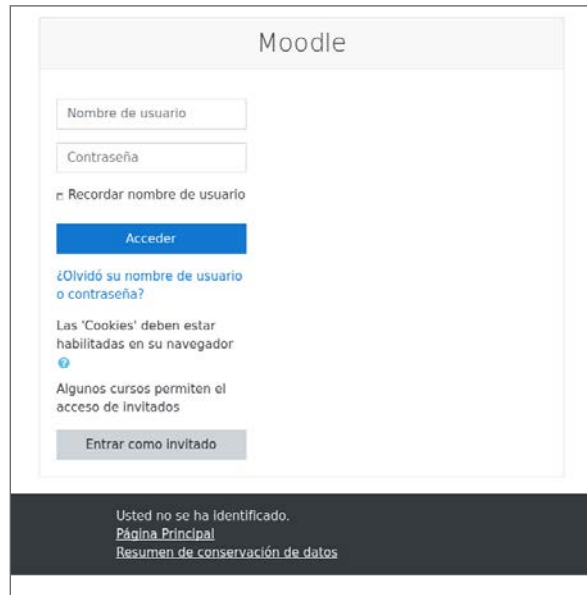 Moodle
Nombre de usuario
Contraseña
Recordar nombre de usuario
Acceder
¿Olvidó su nombre de usuario
o contraseña?
Las 'Cookies' deben estar
habilitadas en su navegador
?
Algunos cursos permiten el
acceso de invitados
Entrar como invitado
Usted no se ha identificado.
Página Principal
Resumen de conservación de datos